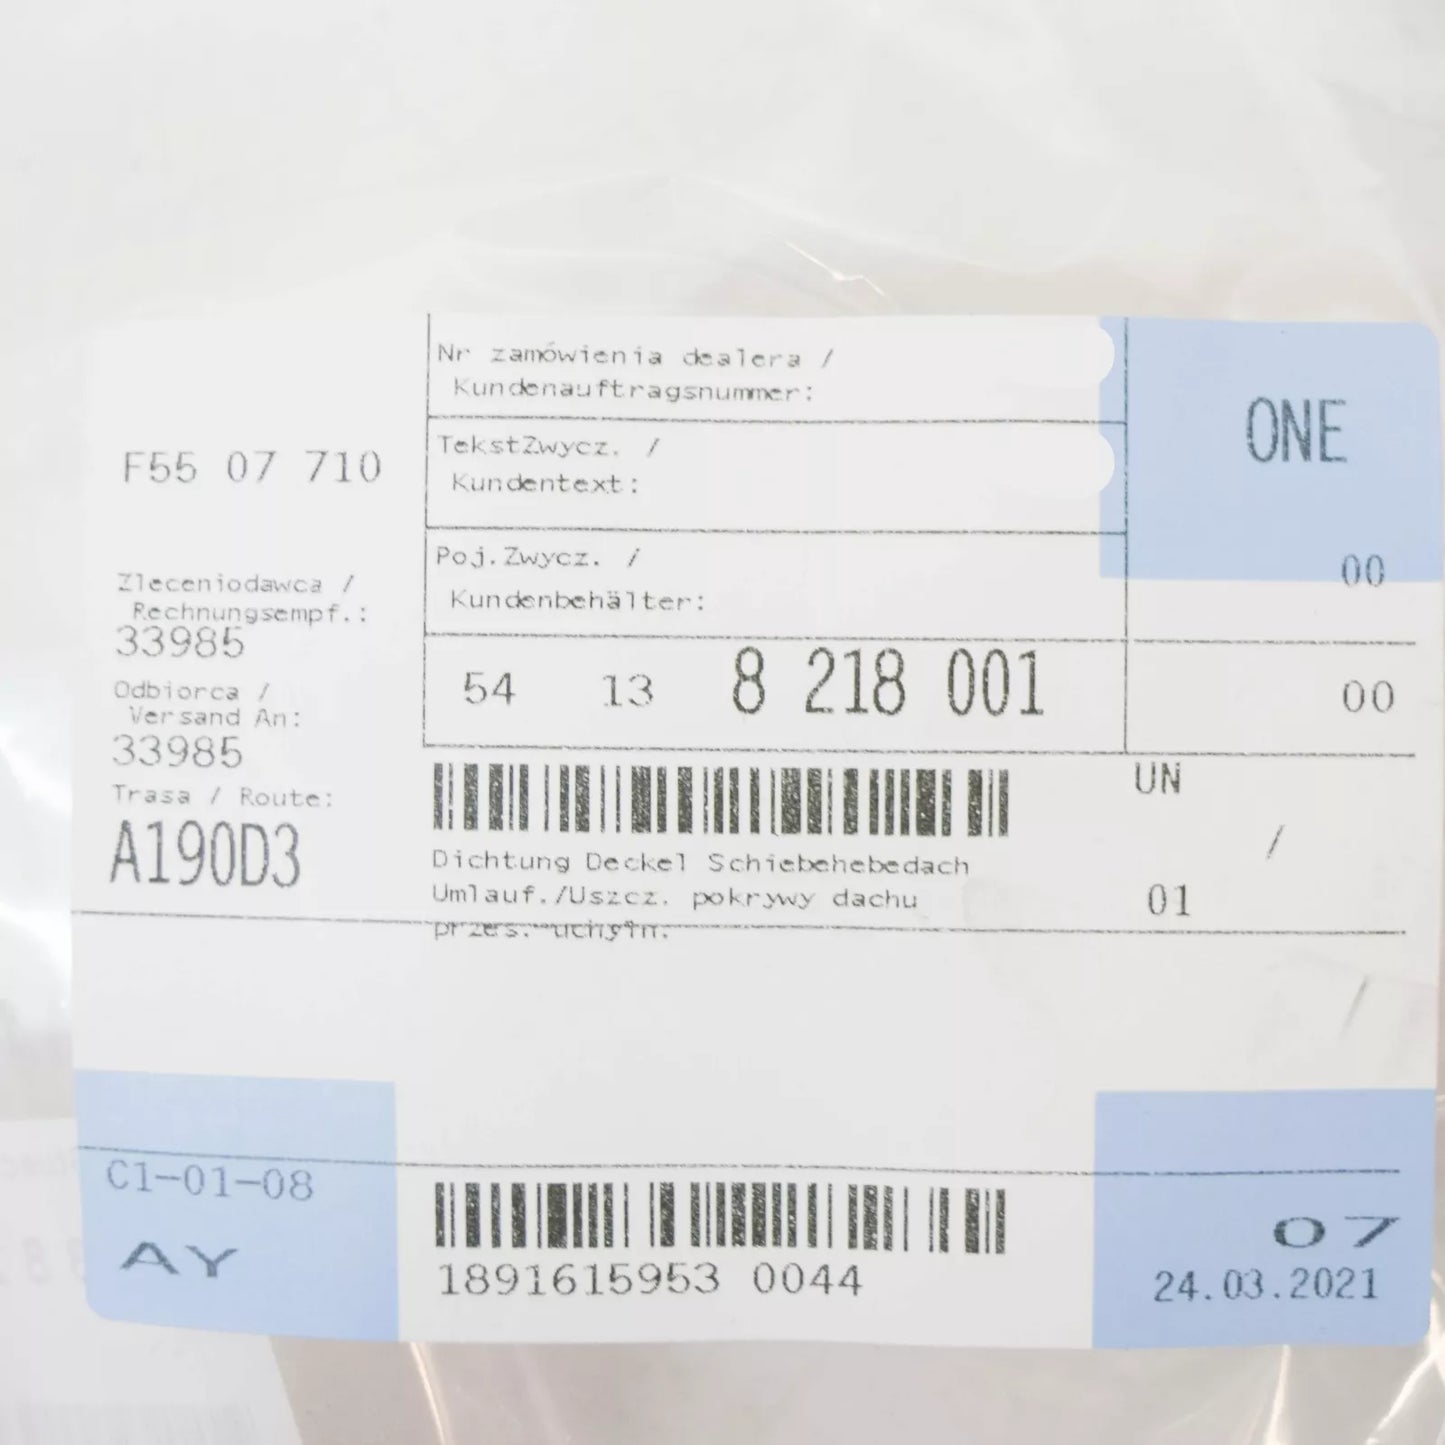 Nr zamówienia dealera /
Kundenauftragsnummer:
ONE
TekstZwycz. /
Kundentext:
F55 07 710
Poj.Zwycz. /
Kundenbehälter:
00
Zleceniodawca /
Rechnungsempf.:
33985
Odbiorca /
Versand An:
33985
Trasa / Route:
A190D3
54 13 8 218 001
00
UN
/
01
Dichtung Deckel Schiebehebedach
Umlauf./Uszcz. pokrywy dachu
przes. uchyln.
/
C1-01-08
AY
1891615953 0044
07
24.03.2021